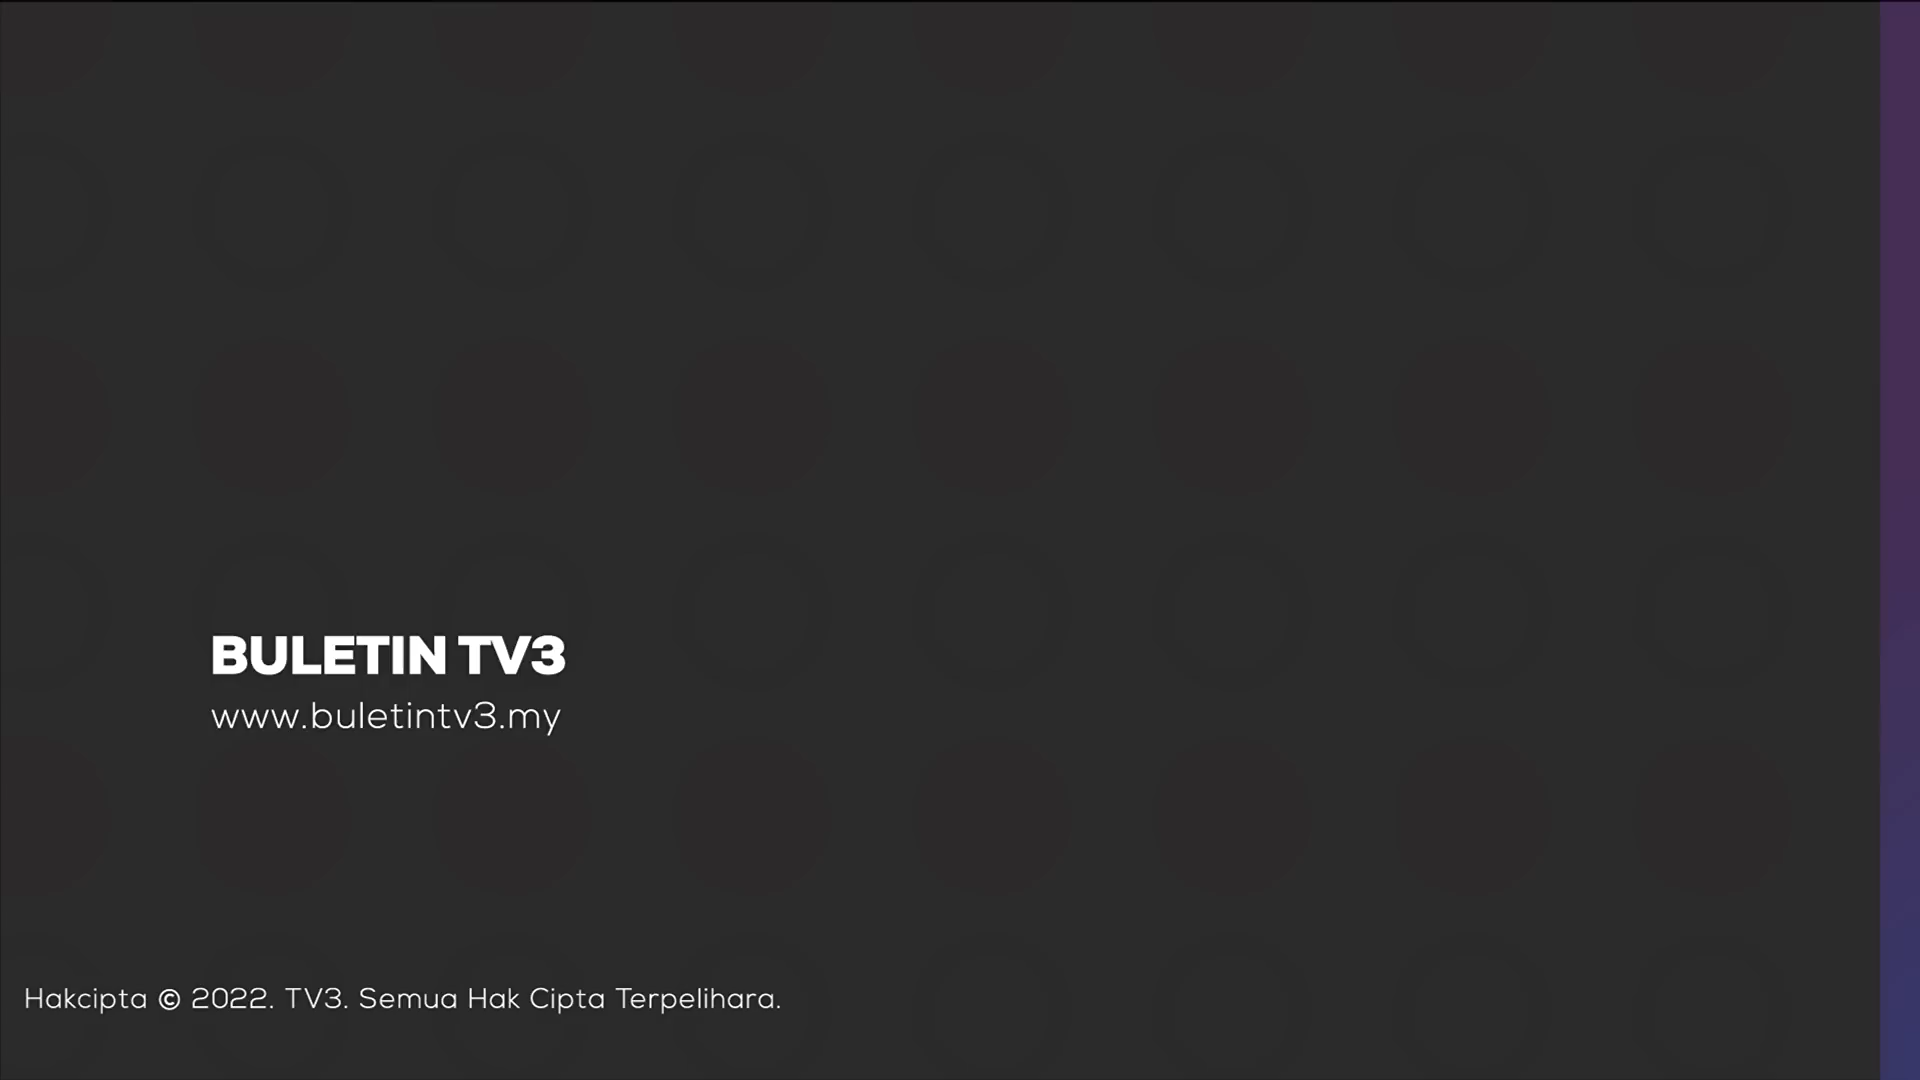 BULETIN TV3
www.buletintv3.my
Hakcipta © 2022. TV3. Semua Hak Cipta Terpelihara.